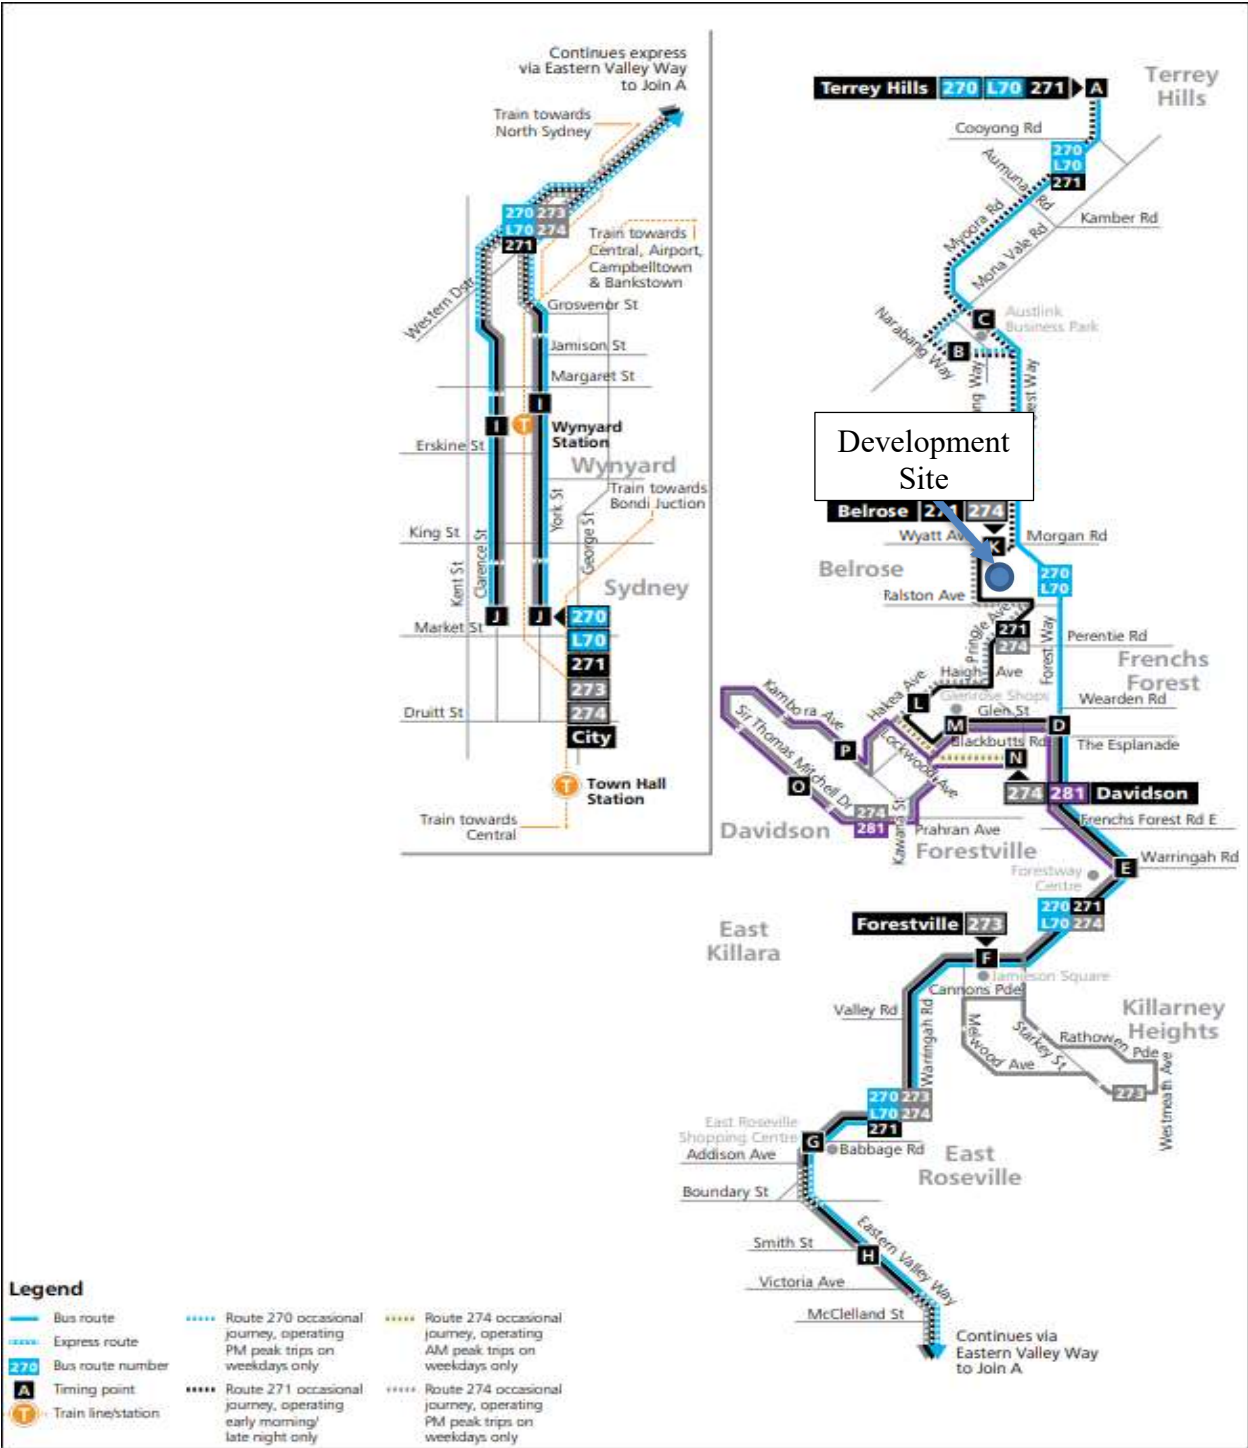 Continues express
via Eastern Valley Way
to Join A
Train towards
North Sydney
270 273
L70 274
271
Train towards
Central, Airport,
Campbelltown
& Bankstown
Western Dstr
Grosvenor St
Jamison St
Margaret St
I
I
T
Wynyard
Station
Erskine St
Wynyard
Train towards
Bondi Juction
King St
Kent St
Clarence St
York St
George St
Sydney
J
J
270
L70
271
273
274
City
Market St
Druitt St
T
Town Hall
Station
Train towards
Central
Terrey Hills 270 L70 271 A
Terrey
Hills
Cooyong Rd
270
L70
271
Aumuna Rd
Kamber Rd
Myoora Rd
Mona Vale Rd
C
Austlink
Business Park
Narabang Way
B
Development
Site
Belrose 274
Wyatt
K
Morgan Rd
Belrose
270
L70
Ralston Ave
Pringle Ave
271
274
Forest Way
Perentie Rd
Frenchs
Forest
Haigh Ave
Hakea Ave
L
Glenrose Shops
Wearden Rd
Glen St
M
D
Kambora Ave
Sir Thomas Mitchell Dr
Lockwood Ave
Blackbutts Rd
The Esplanade
P
N
O
274 281 Davidson
274
281
Davidson
Kawana St
Prahran Ave
Frenchs Forest Rd E
Forestville
Warringah Rd
E
Forestway
Centre
270 271
L70 274
East
Killara
Forestville 273
F
Jamieson Square
Cannons Pde
Killarney
Heights
Valley Rd
Warringah Rd
Melwood Ave
Starkey St
Rathowen Pde
273
Westmeath Ave
270 273
L70 274
271
East Roseville
Shopping Centre
G
Babbage Rd
East
Roseville
Addison Ave
Boundary St
Eastern Valley Way
Smith St
H
Victoria Ave
McClelland St
Continues via
Eastern Valley Way
to Join A
Legend
Bus route
Express route
270 Bus route number
A Timing point
T Train line/station
Route 270 occasional
journey, operating
PM peak trips on
weekdays only
Route 271 occasional
journey, operating
early morning/
late night only
Route 274 occasional
journey, operating
AM peak trips on
weekdays only
Route 274 occasional
journey, operating
PM peak trips on
weekdays only